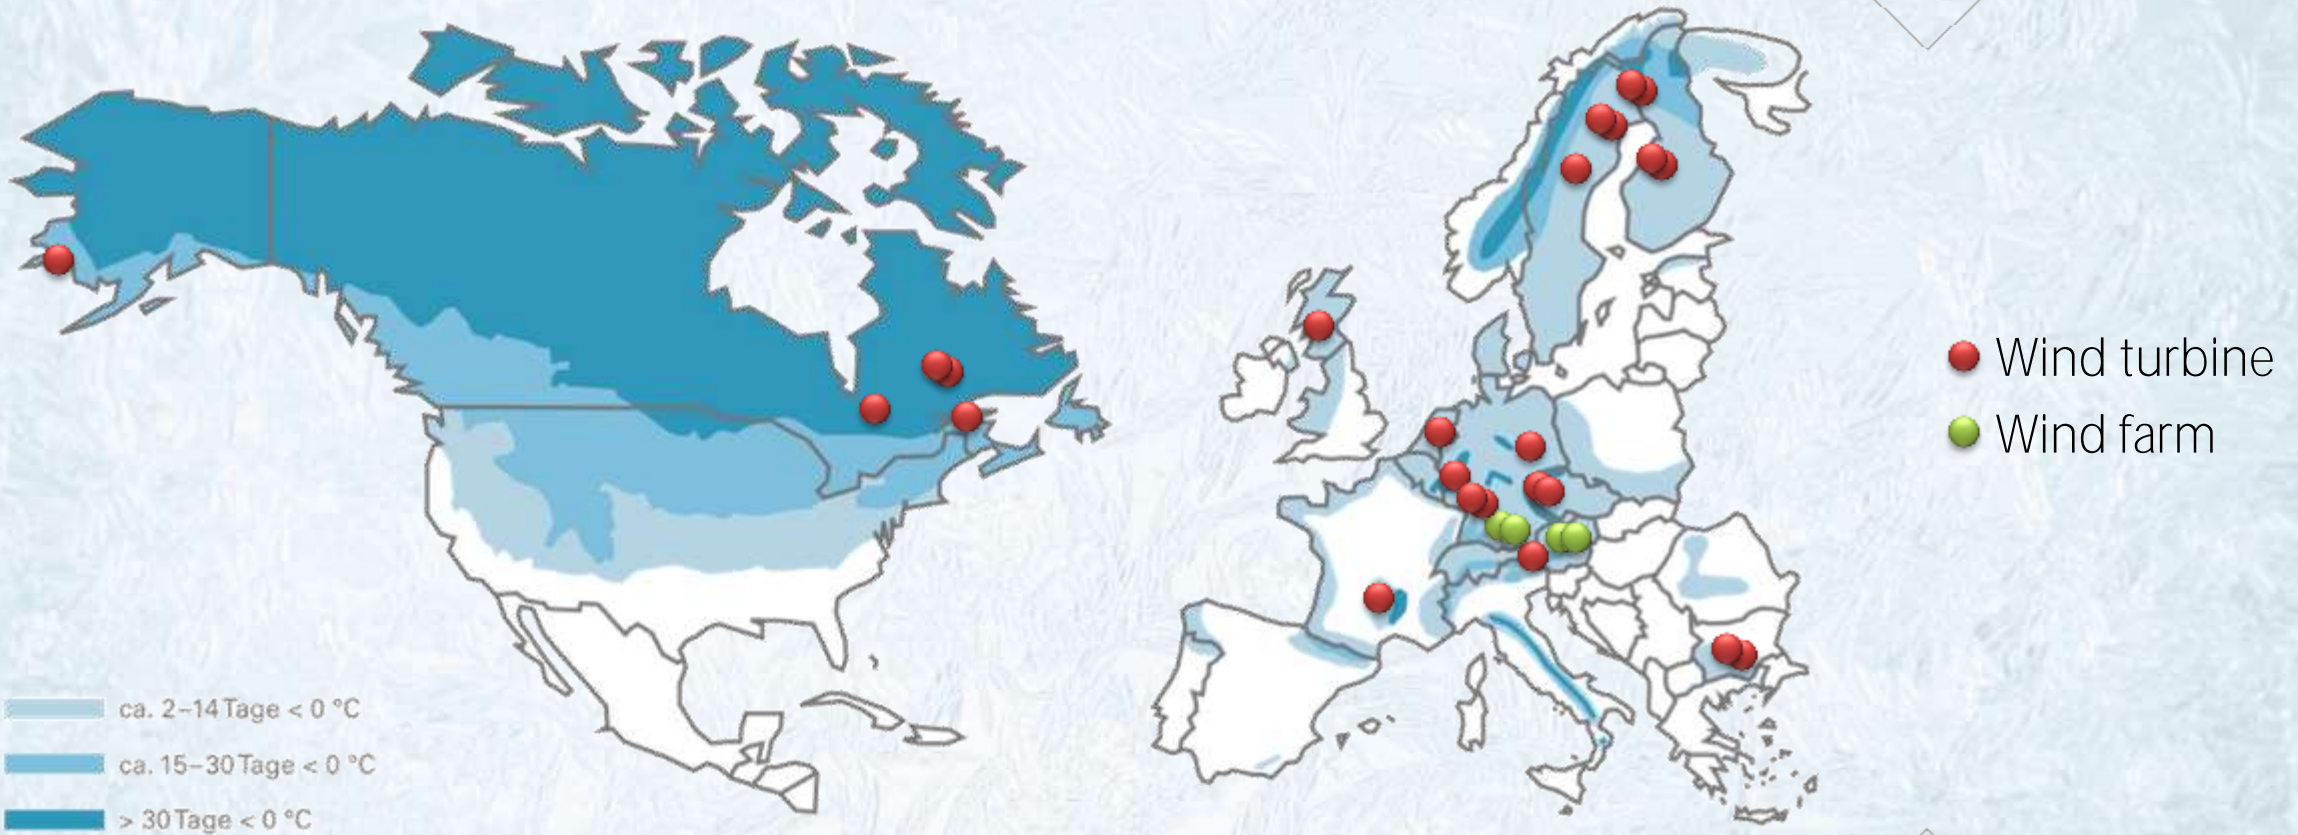 Wind turbine
Wind farm
ca. 2–14 Tage < 0 °C
ca. 15–30 Tage < 0 °C
> 30 Tage < 0 °C